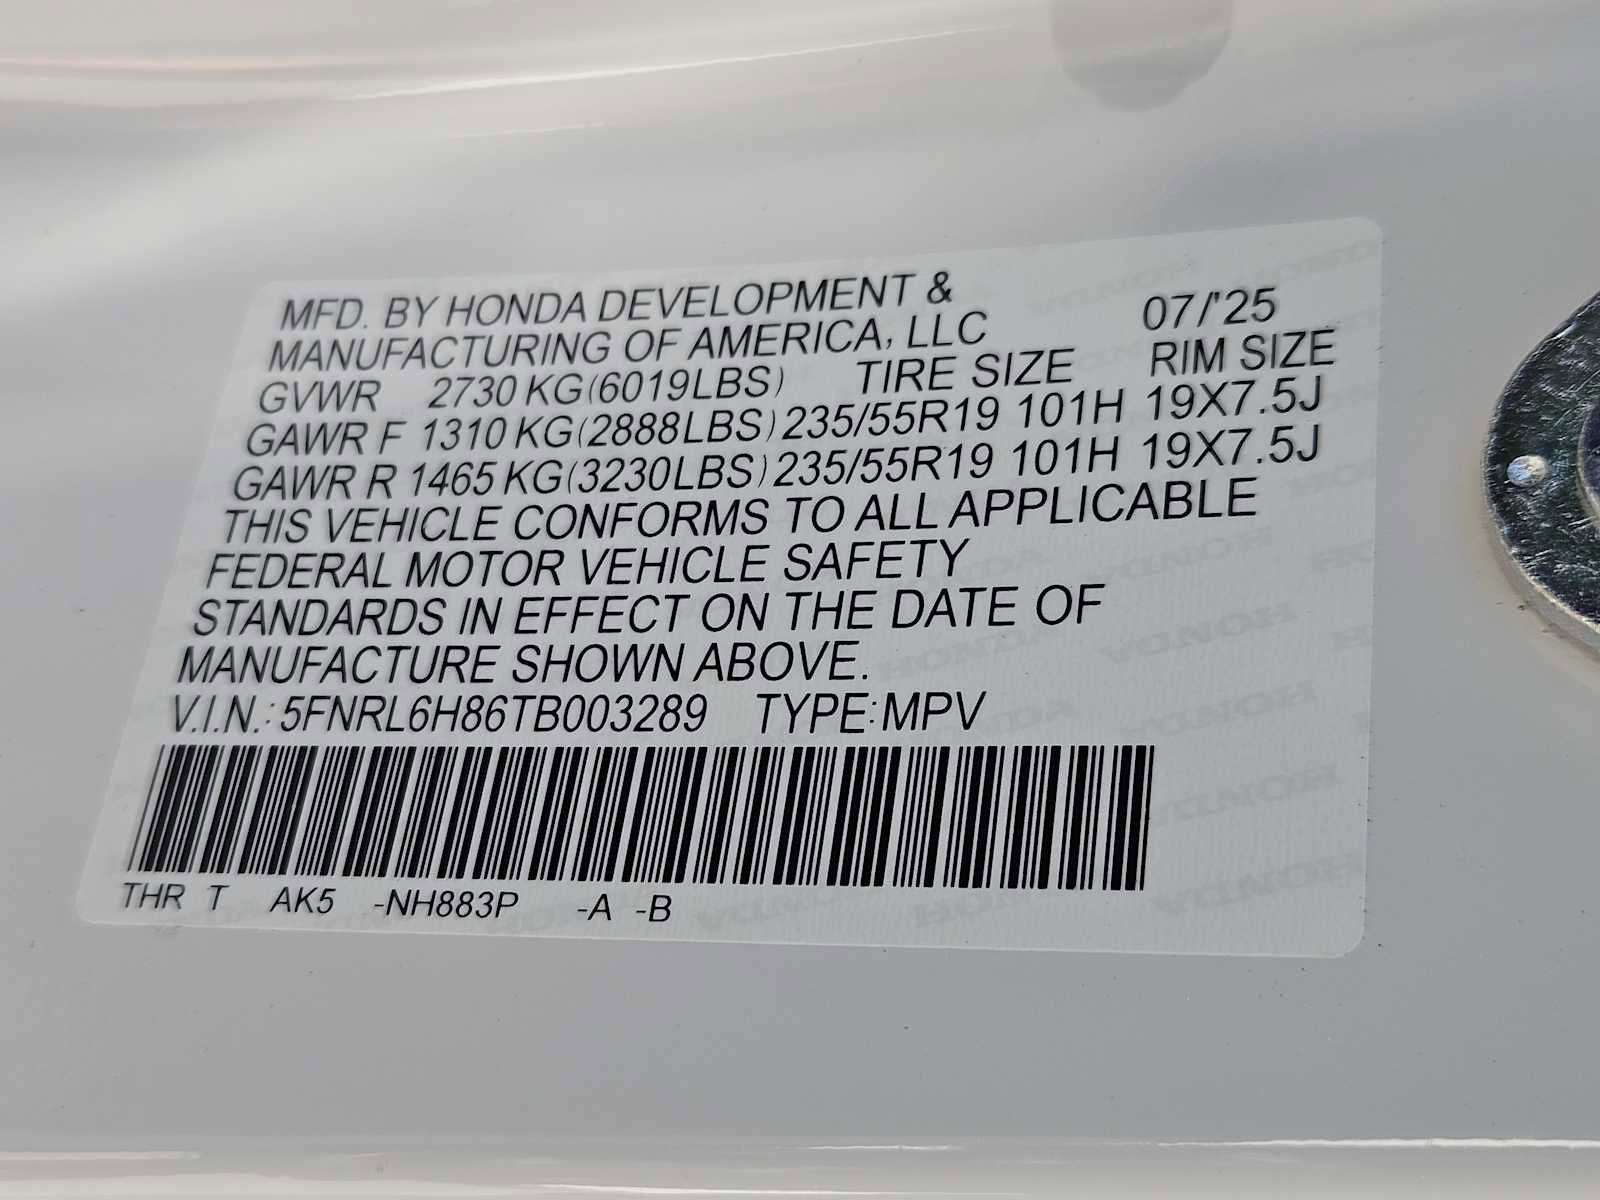 MFD. BY HONDA DEVELOPMENT &
MANUFACTURING OF AMERICA, LLC 07/'25
GVWR 2730 KG(6019LBS) TIRE SIZE RIM SIZE
GAWR F 1310 KG(2888LBS) 235/55R19 101H 19X7.5J
GAWR R 1465 KG(3230LBS) 235/55R19 101H 19X7.5J
THIS VEHICLE CONFORMS TO ALL APPLICABLE
FEDERAL MOTOR VEHICLE SAFETY
STANDARDS IN EFFECT ON THE DATE OF
MANUFACTURE SHOWN ABOVE.
V.I.N.: 5FNRL6H86TB003289 TYPE: MPV
THR T AK5 -NH883P -A -B